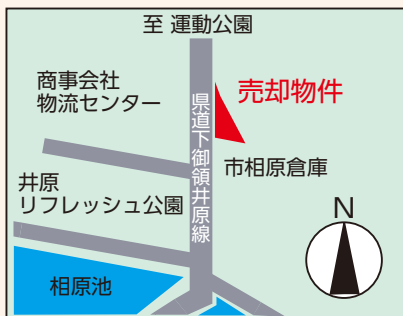 至 運動公園
商事会社
物流センター
売却物件
県道下御領井原線
市相原倉庫
井原
リフレッシュ公園
N
相原池